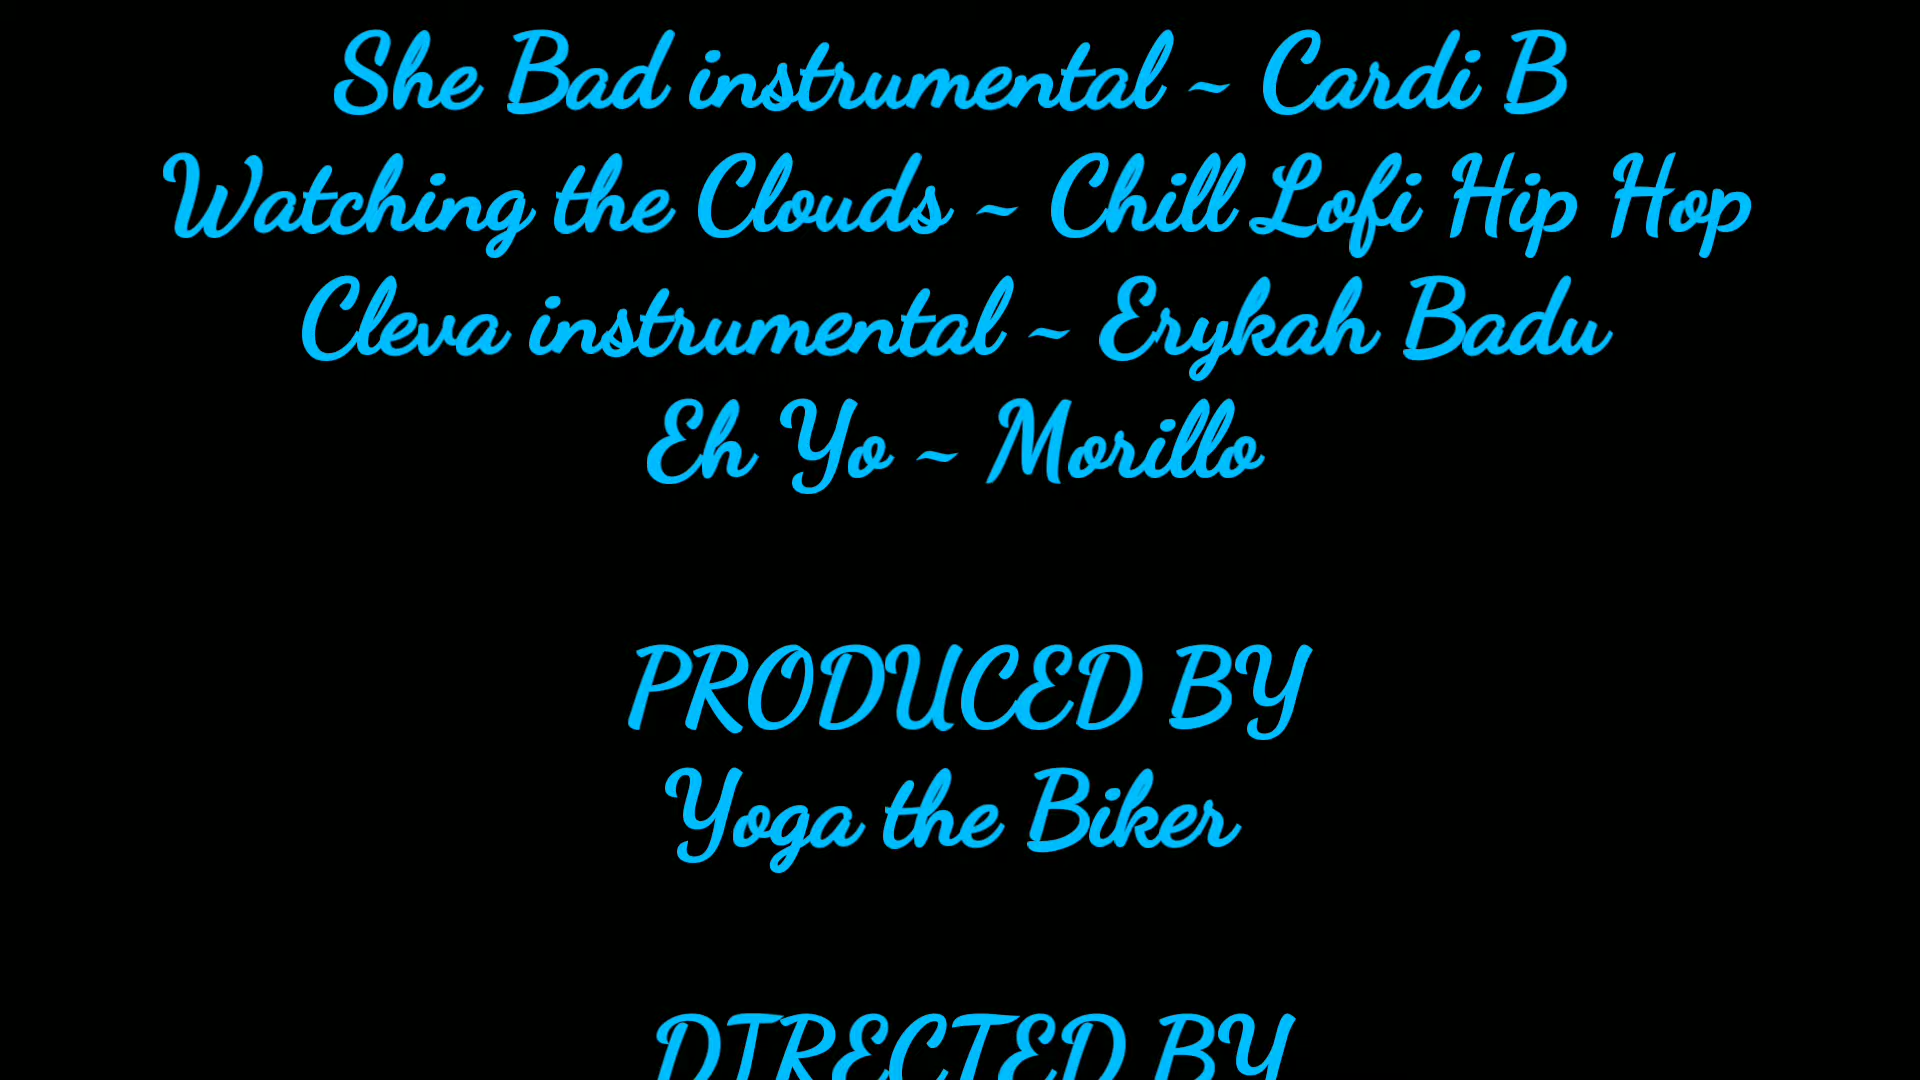 She Bad instrumental ~ Cardi B
Watching the Clouds ~ Chill Lofi Hip Hop
Cleva instrumental ~ Erykah Badu
Eh Yo ~ Morillo
PRODUCED BY
Yoga the Biker
DIRECTED BY